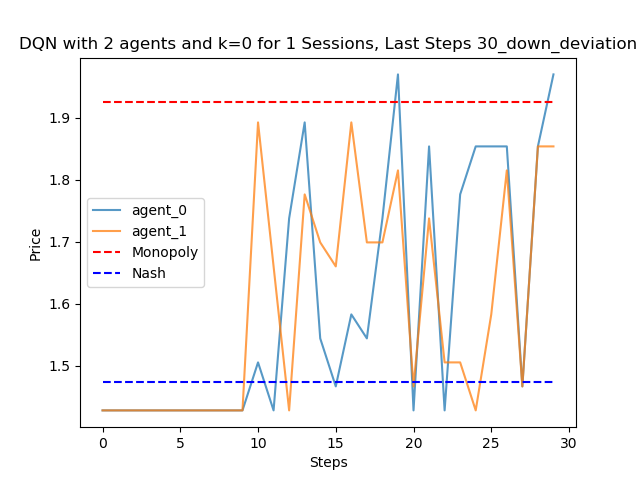 DQN with 2 agents and k=0 for 1 Sessions, Last Steps 30_down_deviation
1.9
1.8
1.7
1.6
1.5
Price
agent_0
agent_1
Monopoly
Nash
0
5
10
15
20
25
30
Steps